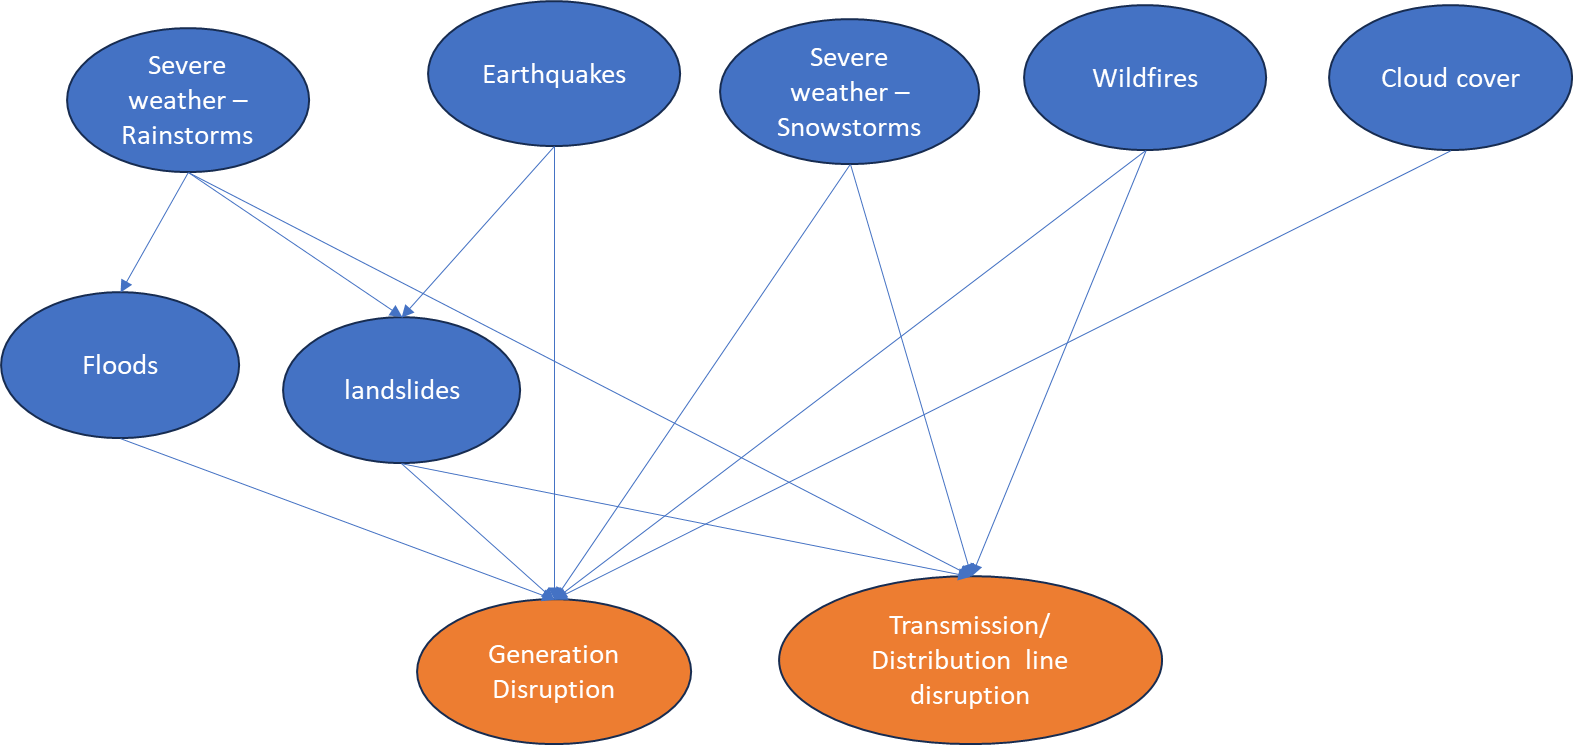 Severe
weather –
Rainstorms
Earthquakes
Severe
weather –
Snowstorms
Wildfires
Cloud cover
Floods
landslides
Generation
Disruption
Transmission/
Distribution  line
disruption